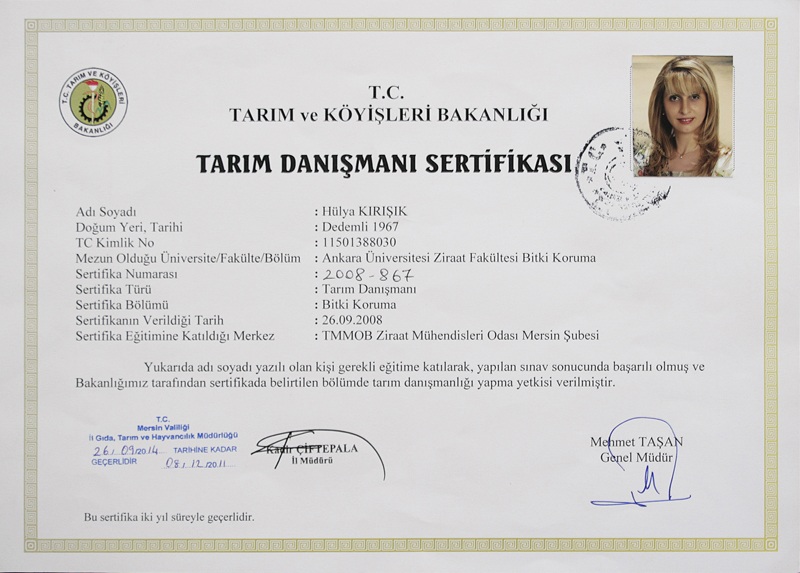 T.C. TARIM VE KÖYİŞLERİ
BAKANLIĞI
T.C.
TARIM ve KÖYİŞLERİ BAKANLIĞI
TARIM DANIŞMANI SERTİFİKASI
Adı Soyadı : Hülya KIRIŞIK
Doğum Yeri, Tarihi : Dedemli 1967
TC Kimlik No : 11501388030
Mezun Olduğu Üniversite/Fakülte/Bölüm : Ankara Üniversitesi Ziraat Fakültesi Bitki Koruma
Sertifika Numarası : 2008-867
Sertifika Türü : Tarım Danışmanı
Sertifika Bölümü : Bitki Koruma
Sertifikanın Verildiği Tarih : 26.09.2008
Sertifika Eğitimine Katıldığı Merkez : TMMOB Ziraat Mühendisleri Odası Mersin Şubesi
Yukarıda adı soyadı yazılı olan kişi gerekli eğitime katılarak, yapılan sınav sonucunda başarılı olmuş ve
Bakanlığımız tarafından sertifikada belirtilen bölümde tarım danışmanlığı yapma yetkisi verilmiştir.
T.C.
Mersin Valiliği
İl Gıda, Tarım ve Hayvancılık Müdürlüğü
26/09/2014 TARİHİNE KADAR
GEÇERLİDİR 08/12/2011
Kadir ÇİFTEPALA
İl Müdürü
Mehmet TAŞAN
Genel Müdür
Bu sertifika iki yıl süreyle geçerlidir.